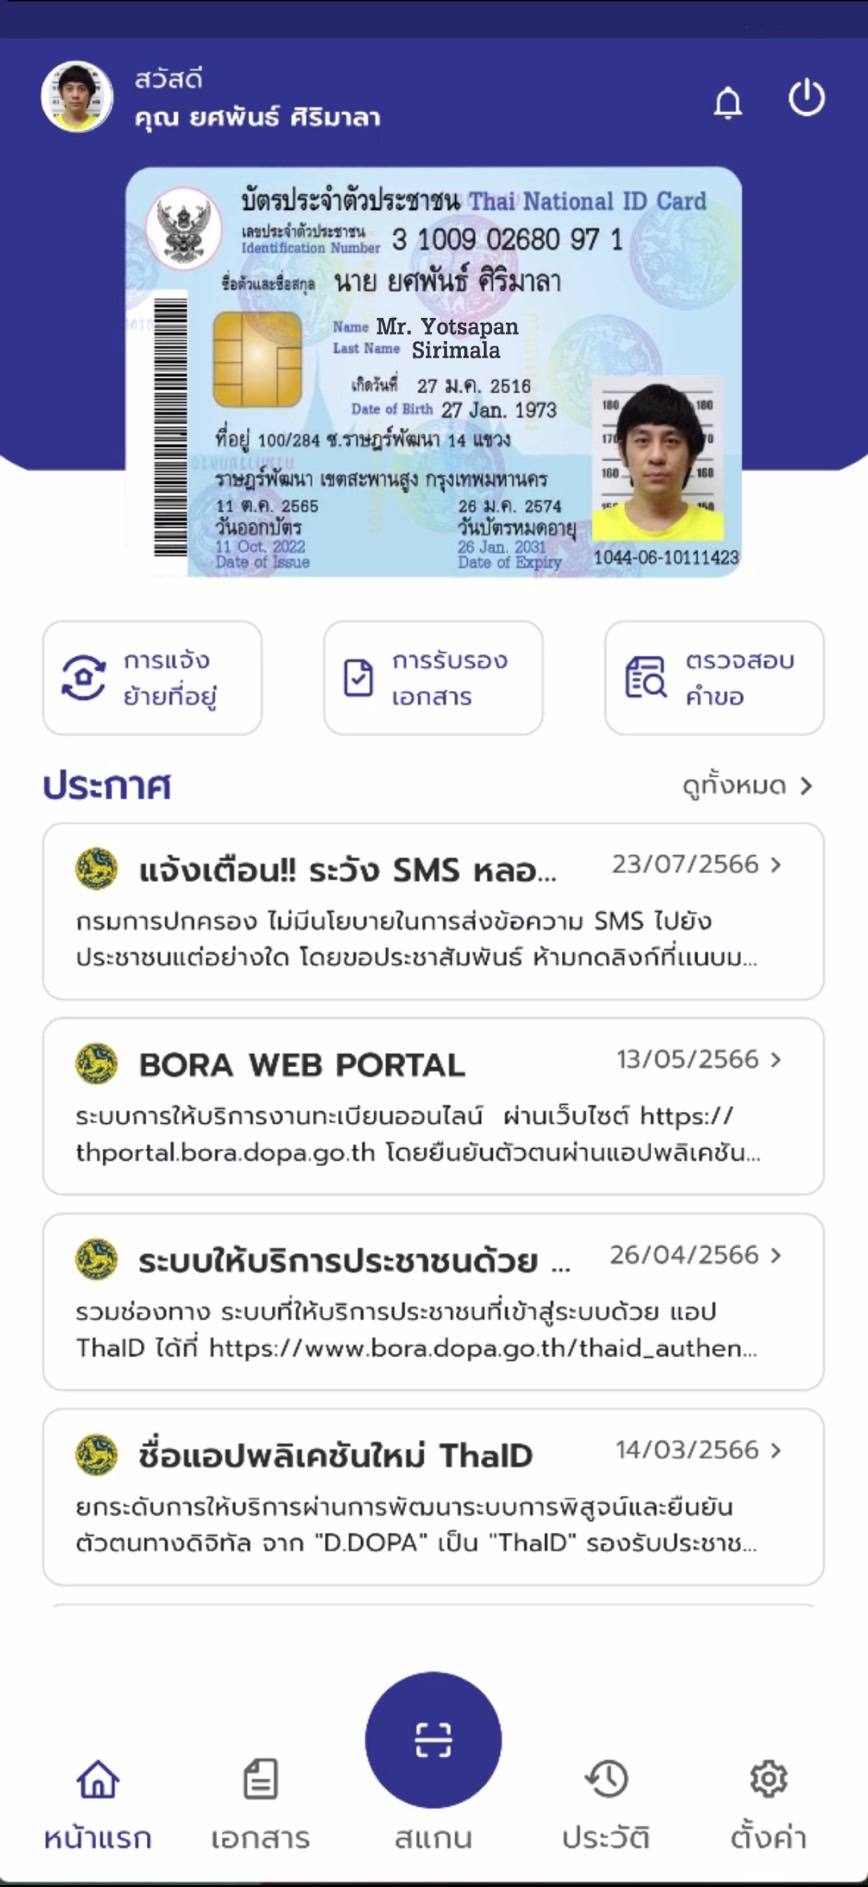 สวัสดี
คุณ ยศพันธ์ ศิริมาลา
บัตรประจำตัวประชาชน Thai National ID Card
เลขประจำตัวประชาชน
Identification Number 3 1009 02680 97 1
ชื่อตัวและชื่อสกุล นาย ยศพันธ์ ศิริมาลา
Name Mr. Yotsapan
Last Name Sirimala
เกิดวันที่ 27 ม.ค. 2516
Date of Birth 27 Jan. 1973
ที่อยู่ 100/284 ซ.ราษฎร์พัฒนา 14 แขวง
ราษฎร์พัฒนา เขตสะพานสูง กรุงเทพมหานคร
11 ต.ค. 2565
วันออกบัตร
11 Oct. 2022
Date of Issue
26 ม.ค. 2574
วันบัตรหมดอายุ
26 Jan. 2031
Date of Expiry
180 180
170 70
160 160
1044-06-10111423
การแจ้ง
ย้ายที่อยู่
การรับรอง
เอกสาร
ตรวจสอบ
คำขอ
ประกาศ
ดูทั้งหมด
แจ้งเตือน!! ระวัง SMS หลอ... 23/07/2566
กรมการปกครอง ไม่มีนโยบายในการส่งข้อความ SMS ไปยัง
ประชาชนแต่อย่างใด โดยขอประชาสัมพันธ์ ห้ามกดลิงก์ที่แนบม...
BORA WEB PORTAL 13/05/2566
ระบบการให้บริการงานทะเบียนออนไลน์ ผ่านเว็บไซต์ https://
thportal.bora.dopa.go.th โดยยืนยันตัวตนผ่านแอปพลิเคชัน...
ระบบให้บริการประชาชนด้วย ... 26/04/2566
รวมช่องทาง ระบบที่ให้บริการประชาชนที่เข้าสู่ระบบด้วย แอป
ThaID ได้ที่ https://www.bora.dopa.go.th/thaid_authen...
ชื่อแอปพลิเคชันใหม่ ThaID 14/03/2566
ยกระดับการให้บริการผ่านการพัฒนาระบบการพิสูจน์และยืนยัน
ตัวตนทางดิจิทัล จาก "D.DOPA" เป็น "ThaID" รองรับประชาช...
หน้าแรก
เอกสาร
สแกน
ประวัติ
ตั้งค่า